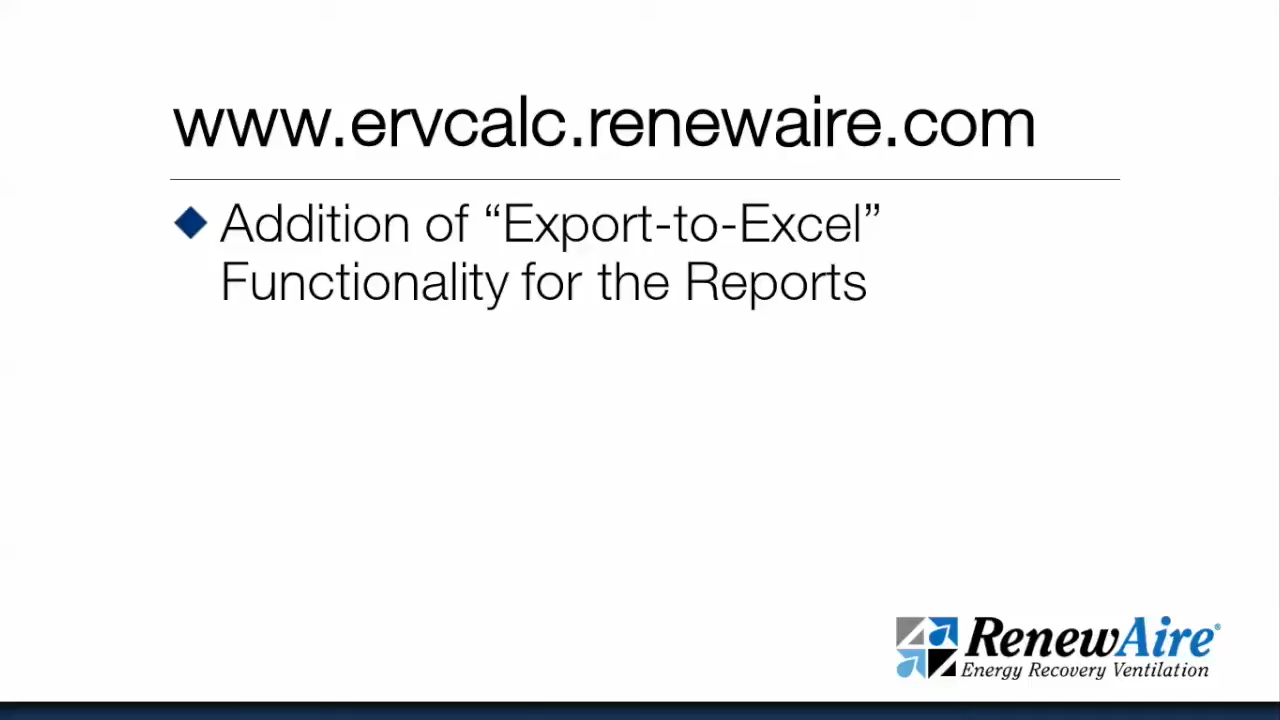 www.ervcalc.renewaire.com
Addition of “Export-to-Excel”
Functionality for the Reports
RenewAire®
Energy Recovery Ventilation